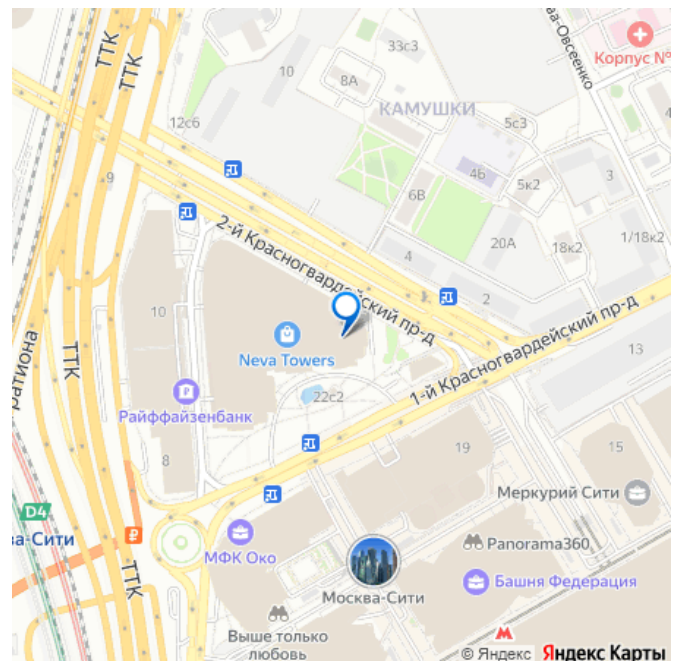 ТТК
ТТК
33с3
ва-Овсеенко
Корпус №
10
8А
КАМУШКИ
12с6
5с3
4
9
4б
5к2
3
6В
2-й Красногвардейский пр-д
20А
18к2
1/18к2
4
2
10
1-й Красногвардейский пр-д
13
ратиона
ТТК
Neva Towers
22с2
Райффайзенбанк
8
19
15
Меркурий Сити
D4
ва-Сити
МФК Око
Panorama360
Башня Федерация
Москва-Сити
ТТК
Выше только
любовь
© Яндекс Яндекс Карты